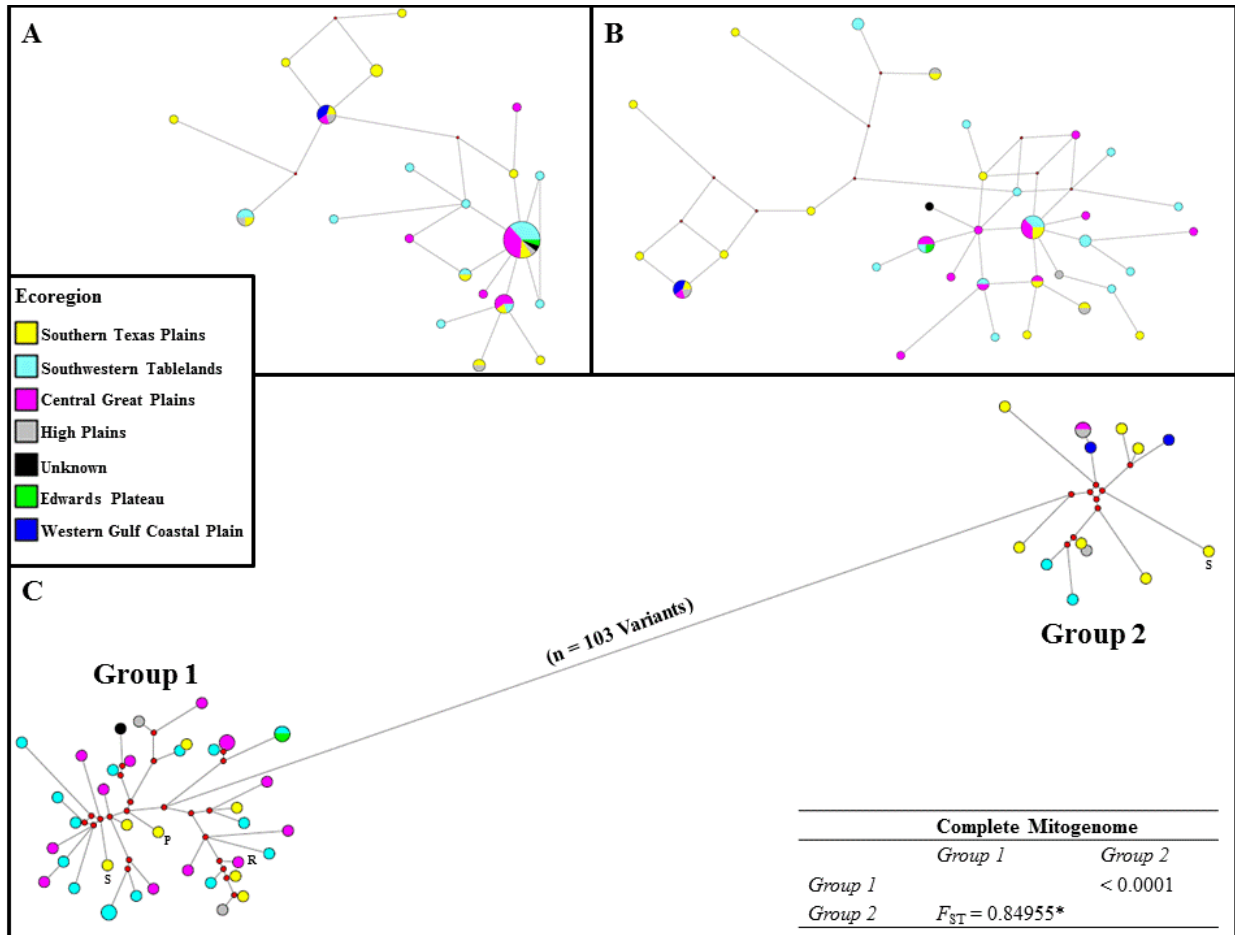 A
B
Ecoregion
Southern Texas Plains
Southwestern Tablelands
Central Great Plains
High Plains
Unknown
Edwards Plateau
Western Gulf Coastal Plain
C
(n = 103 Variants)
Group 1
Group 2
S
P
R
S
Complete Mitogenome
Group 1 Group 2
Group 1 < 0.0001
Group 2 FST = 0.84955*